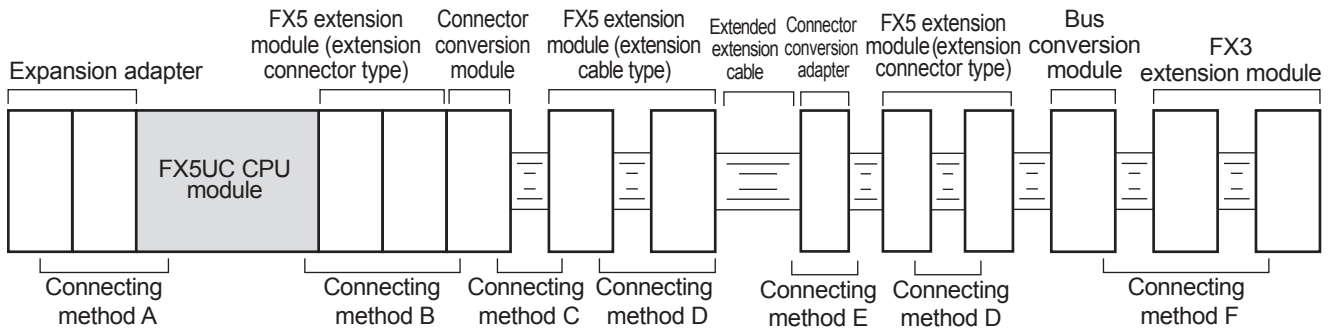 Expansion adapter
FX5 extension
module (extension
connector type)
Connector
conversion
module
FX5 extension
module (extension
cable type)
Extended
extension
cable
Connector
conversion
adapter
FX5 extension
module (extension
connector type)
Bus
conversion
module
FX3
extension module
FX5UC CPU
module
Connecting
method A
Connecting
method B
Connecting
method C
Connecting
method D
Connecting
method E
Connecting
method D
Connecting
method F